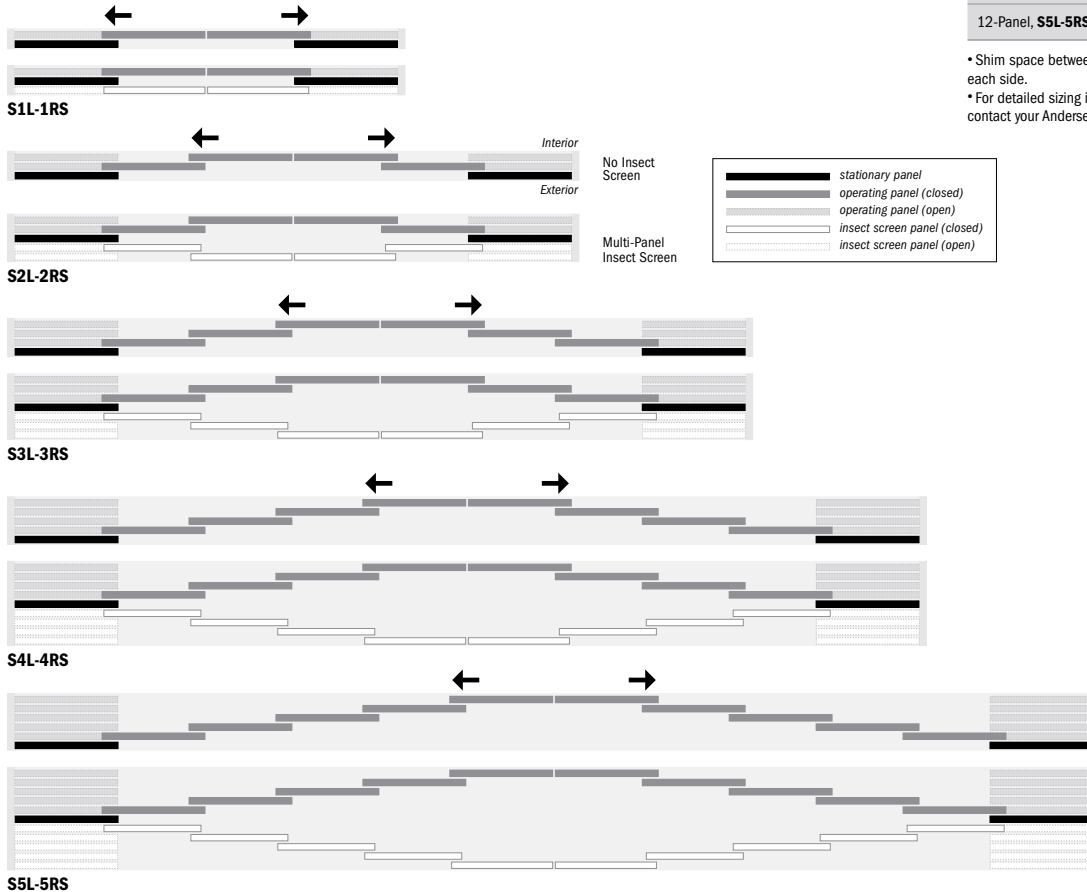 12-Panel, S5L-5RS
• Shim space betwee
each side.
• For detailed sizing i
contact your Anderse
S1L-1RS
Interior
No Insect
Screen
Exterior
Multi-Panel
Insect Screen
stationary panel
operating panel (closed)
operating panel (open)
insect screen panel (closed)
insect screen panel (open)
S2L-2RS
S3L-3RS
S4L-4RS
S5L-5RS